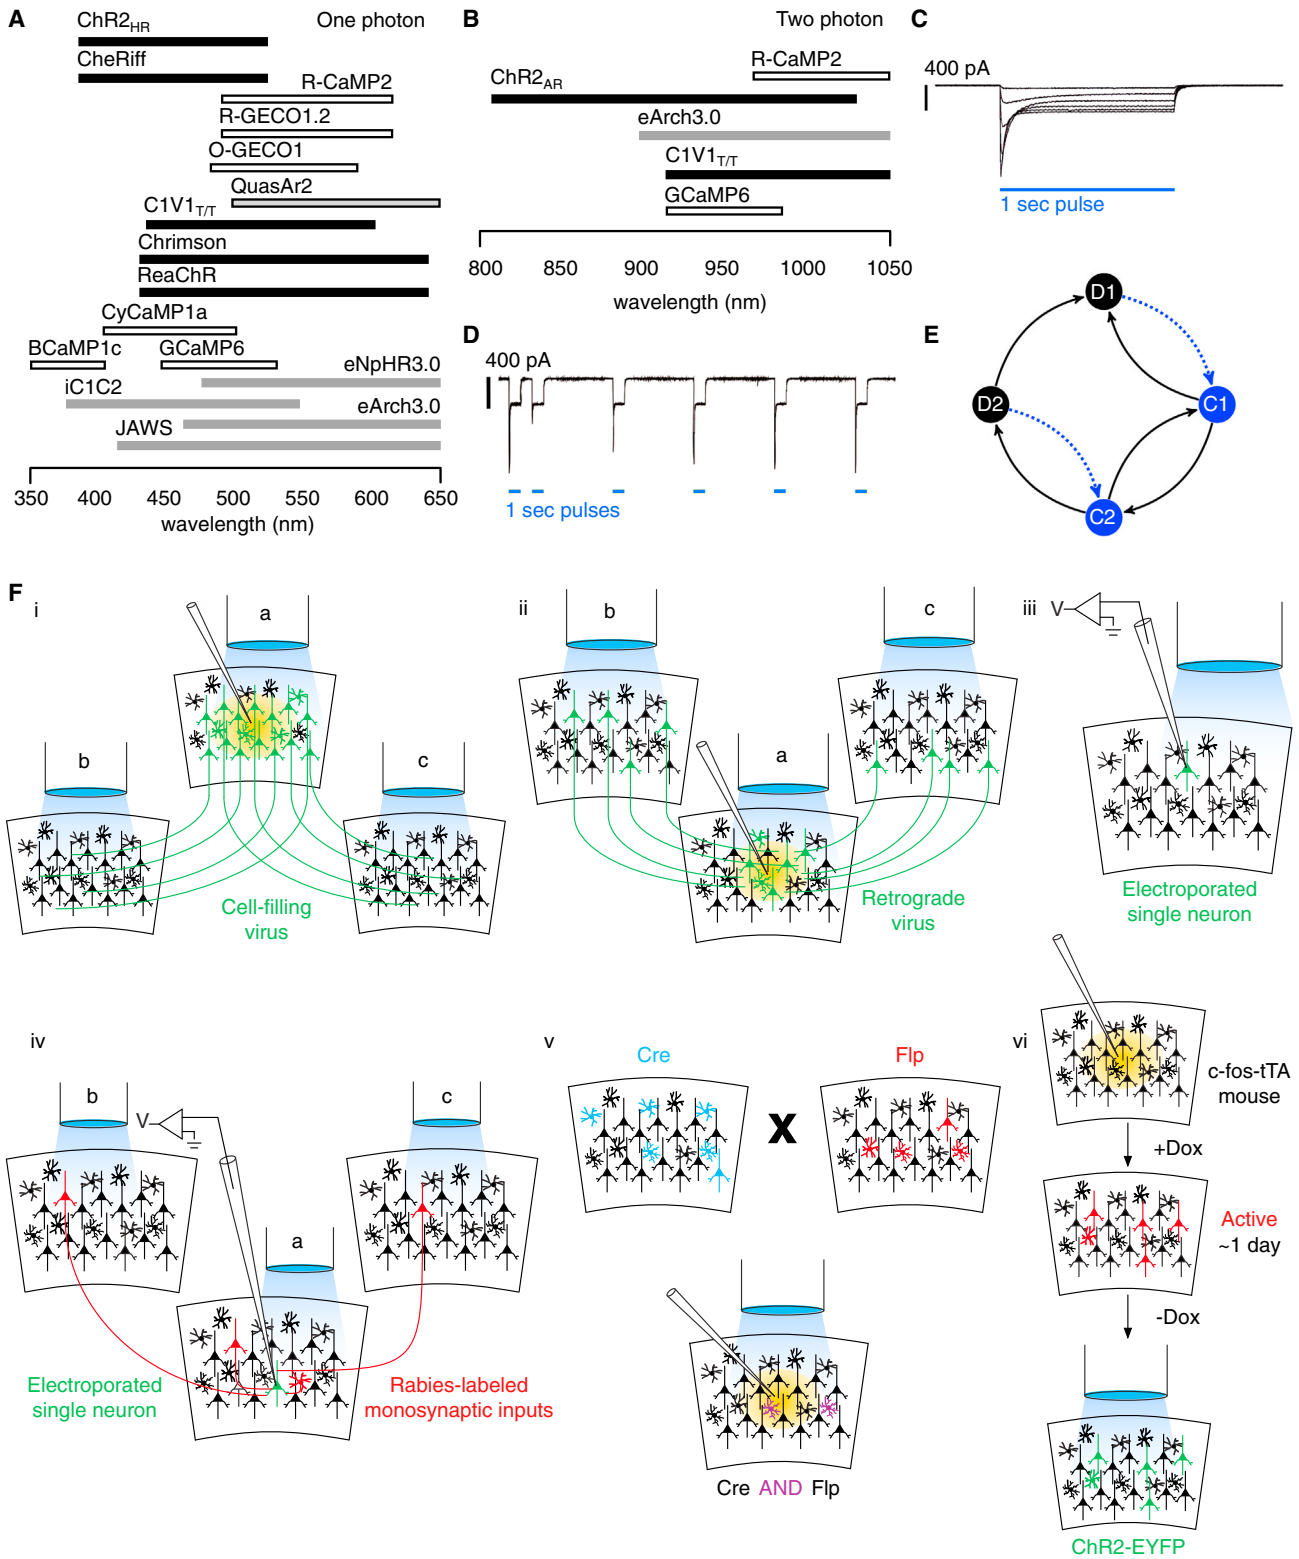 A
One photon
ChR2HR
CheRiff
R-CaMP2
R-GECO1.2
O-GECO1
QuasAr2
C1V1T/T
Chrimson
ReaChR
CyCaMP1a
BCaMP1c
GCaMP6
eNpHR3.0
iC1C2
eArch3.0
JAWS
350 400 450 500 550 600 650
wavelength (nm)
B
Two photon
R-CaMP2
ChR2AR
eArch3.0
C1V1T/T
GCaMP6
800 850 900 950 1000 1050
wavelength (nm)
C
400 pA
1 sec pulse
D
400 pA
1 sec pulses
E
D1
D2
C1
C2
F
i
a
b
c
Cell-filling
virus
ii
b
c
a
Retrograde
virus
iii
V
Electroporated
single neuron
iv
b
V
c
a
Electroporated
single neuron
Rabies-labeled
monosynaptic inputs
v
Cre
X
Flp
Cre AND Flp
vi
c-fos-tTA
mouse
+Dox
Active
~1 day
-Dox
ChR2-EYFP